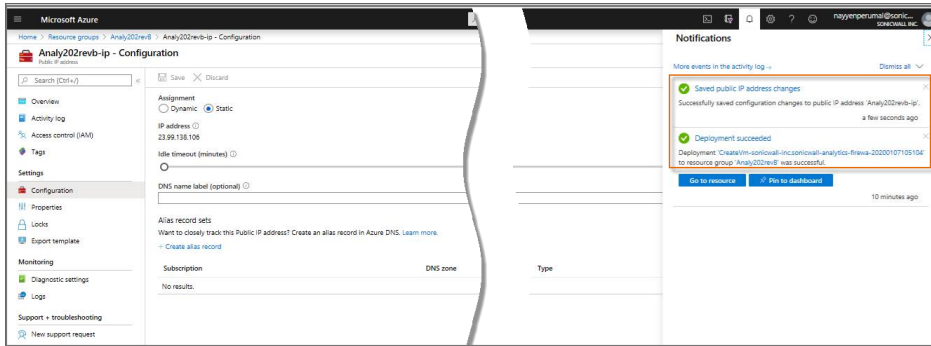 Microsoft Azure
nayyenperumal@sonic...
SONICWALL INC.
Home > Resource groups > Analy202revB > Analy202revb-ip - Configuration
Analy202revb-ip - Configuration
Public IP address
Search (Ctrl+/)
Overview
Activity log
Access control (IAM)
Tags
Settings
Configuration
Properties
Locks
Export template
Monitoring
Diagnostic settings
Logs
Support + troubleshooting
New support request
Save Discard
Assignment
Dynamic Static
IP address
23.99.138.106
Idle timeout (minutes)
DNS name label (optional)
Alias record sets
Want to closely track this Public IP address? Create an alias record in Azure DNS. Learn more.
+ Create alias record
Subscription DNS zone Type
No results.
Notifications
More events in the activity log → Dismiss all
Saved public IP address changes
Successfully saved configuration changes to public IP address 'Analy202revb-ip'.
a few seconds ago
Deployment succeeded
Deployment 'CreateVm-sonicwall-inc.sonicwall-analytics-firewa-20200107105104'
to resource group 'Analy202revB' was successful.
Go to resource Pin to dashboard
10 minutes ago